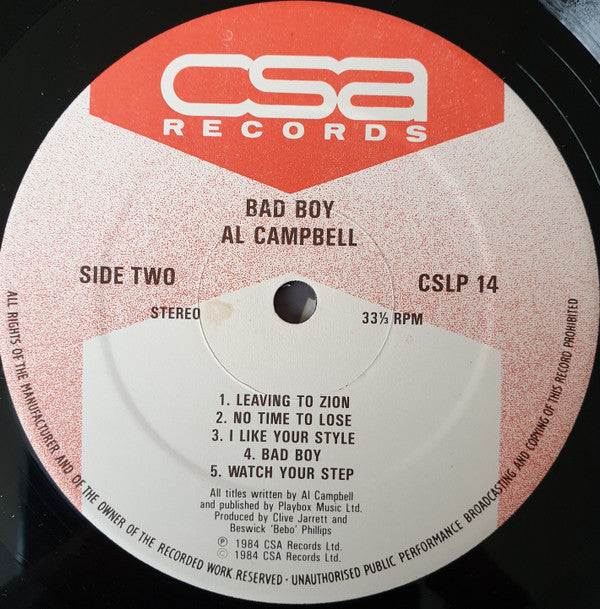 csa
RECORDS
BAD BOY
AL CAMPBELL
SIDE TWO
CSLP 14
STEREO
33⅓ RPM
1. LEAVING TO ZION
2. NO TIME TO LOSE
3. I LIKE YOUR STYLE
4. BAD BOY
5. WATCH YOUR STEP
All titles written by Al Campbell
and published by Playbox Music Ltd.
Produced by Clive Jarrett and
Beswick 'Bebo' Phillips
Ⓟ 1984 CSA Records Ltd.
© 1984 CSA Records Ltd.
ALL RIGHTS OF THE MANUFACTURER AND OF THE OWNER OF THE RECORDED WORK RESERVED · UNAUTHORISED PUBLIC PERFORMANCE BROADCASTING AND COPYING OF THIS RECORD PROHIBITED